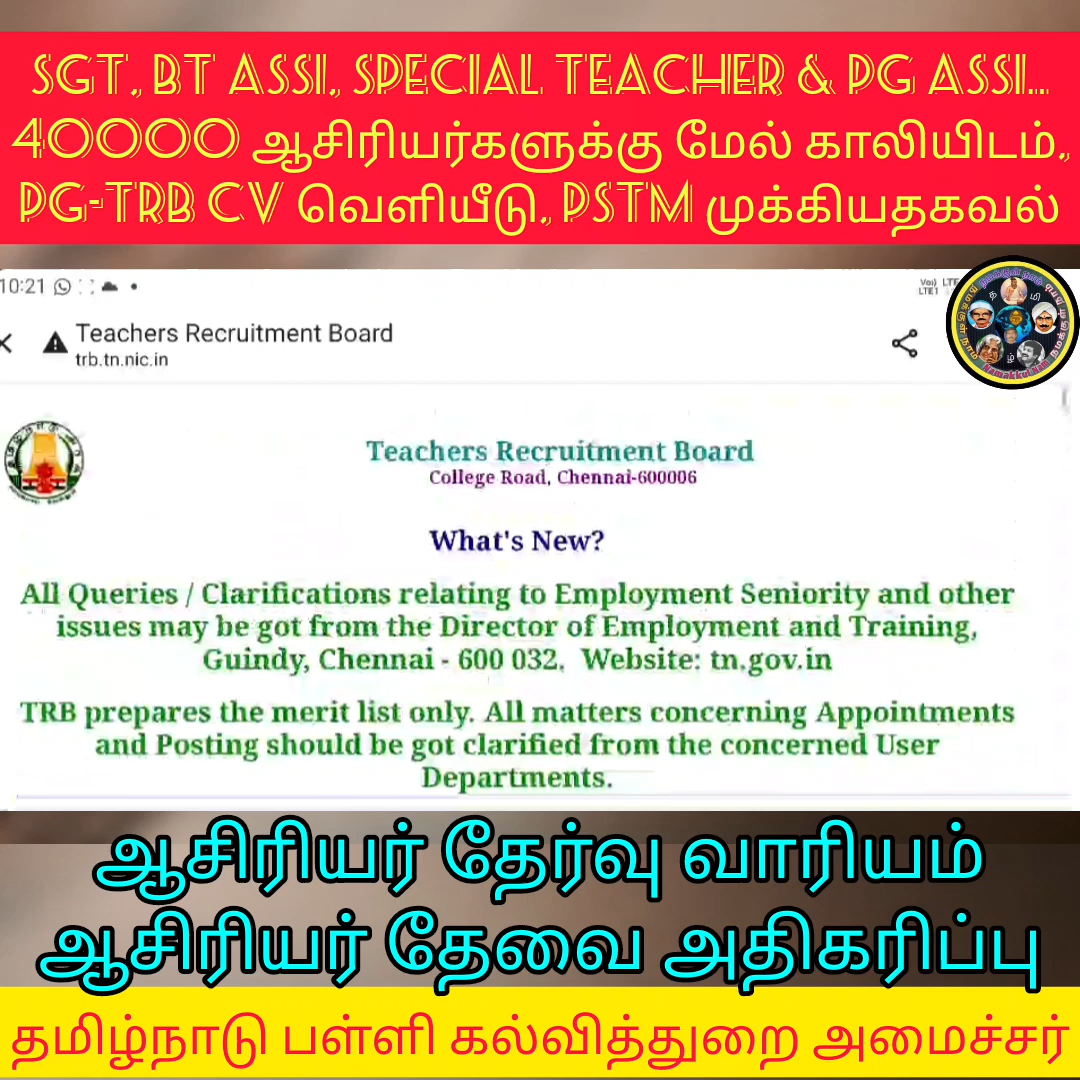 SGT, BT ASSI, SPECIAL TEACHER & PG ASSI...
40000 ஆசிரியர்களுக்கு மேல் காலியிடம்,
PG-TRB CV வெளியீடு, PSTM முக்கியதகவல்
10:21
Vo) LTE
LTE1
Teachers Recruitment Board
trb.tn.nic.in
Teachers Recruitment Board
College Road, Chennai-600006
What's New?
All Queries / Clarifications relating to Employment Seniority and other
issues may be got from the Director of Employment and Training,
Guindy, Chennai - 600 032. Website: tn.gov.in
TRB prepares the merit list only. All matters concerning Appointments
and Posting should be got clarified from the concerned User
Departments.
ஆசிரியர் தேர்வு வாரியம்
ஆசிரியர் தேவை அதிகரிப்பு
தமிழ்நாடு பள்ளி கல்வித்துறை அமைச்சர்